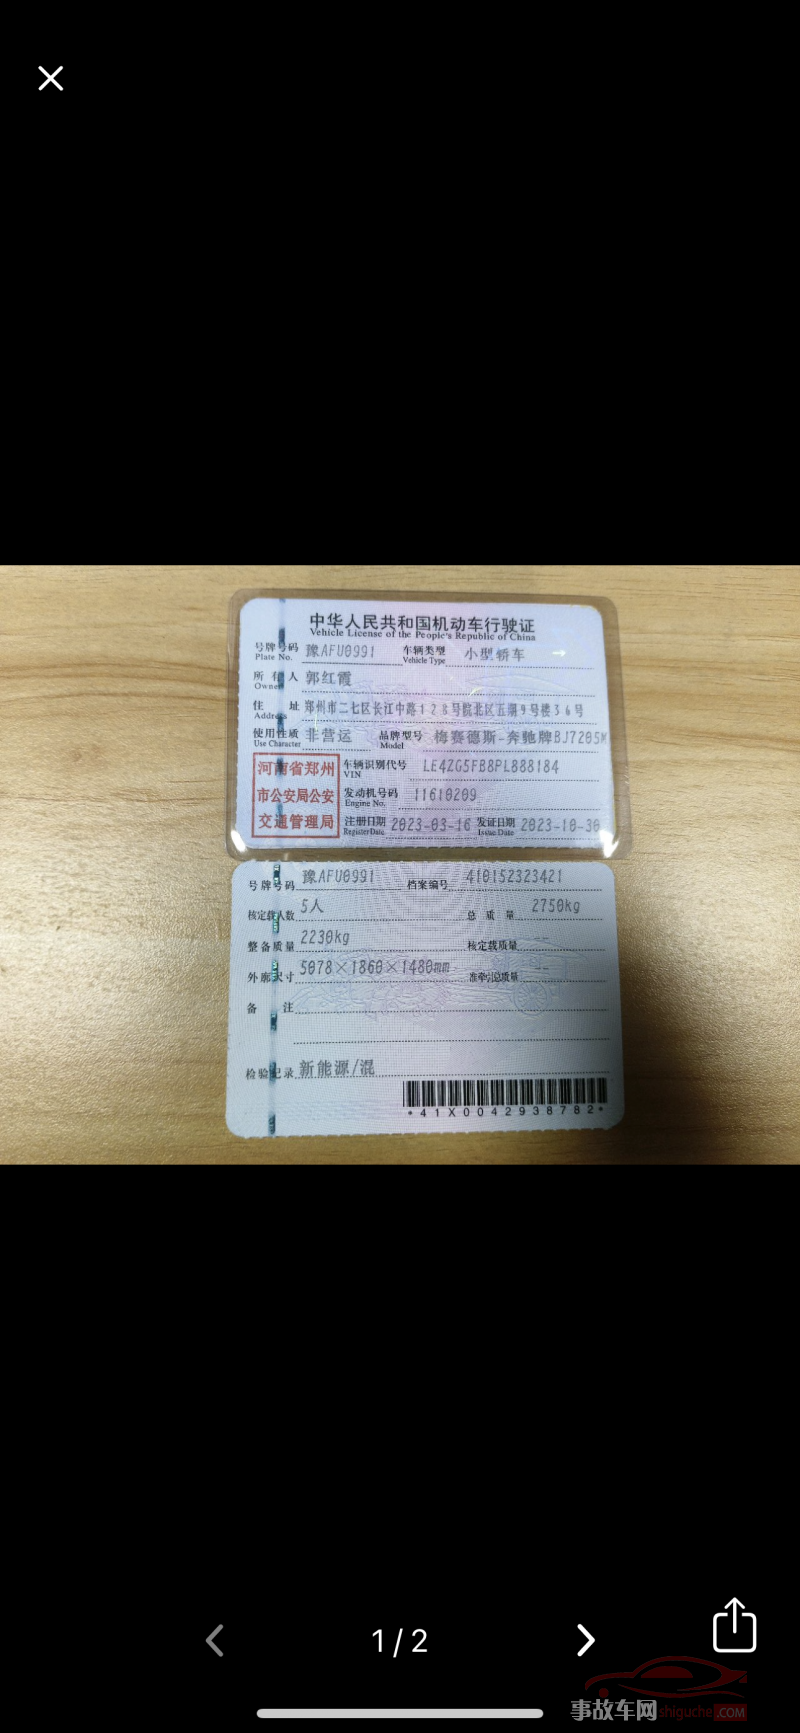 中华人民共和国机动车行驶证
Vehicle License of the People's Republic of China
号牌号码 豫AFU0991 车辆类型 小型轿车
Plate No. Vehicle Type
所有人 郭红霞
Owner
住址 郑州市二七区长江中路128号院北区五期9号楼36号
Address
使用性质 非营运 品牌型号 梅赛德斯-奔驰牌BJ7205M
Use Character Model
河南省郑州
市公安局公安
交通管理局
车辆识别代号 LE4ZG5FB8PL888184
VIN
发动机号码 11610209
Engine No.
注册日期 2023-03-16 发证日期 2023-10-30
Register Date Issue Date
号牌号码 豫AFU0991 档案编号 410152323421
核定载人数 5人 总质量 2750kg
整备质量 2230kg 核定载质量 --
外廓尺寸 5078×1860×1480mm 准牵引总质量 --
备注
检验记录 新能源/混
*41X0042938782*
1 / 2
事故车网 shiguche.COM